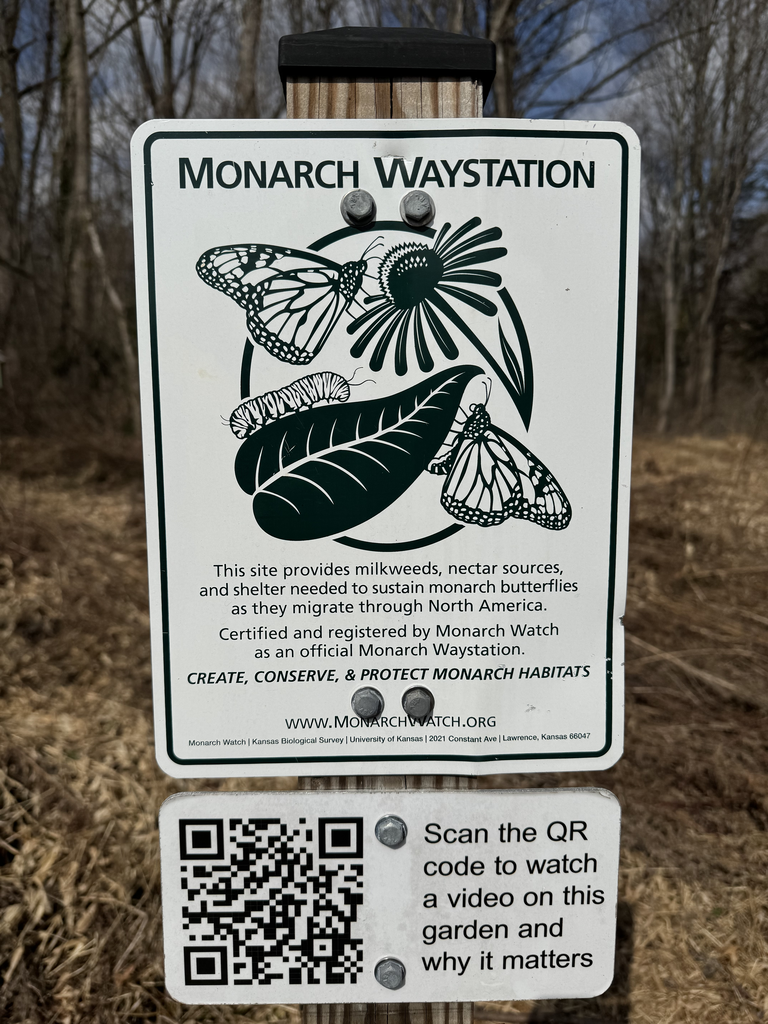 MONARCH WAYSTATION
This site provides milkweeds, nectar sources,
and shelter needed to sustain monarch butterflies
as they migrate through North America.
Certified and registered by Monarch Watch
as an official Monarch Waystation.
CREATE, CONSERVE, & PROTECT MONARCH HABITATS
WWW.MONARCHWATCH.ORG
Monarch Watch | Kansas Biological Survey | University of Kansas | 2021 Constant Ave | Lawrence, Kansas 66047
Scan the QR
code to watch
a video on this
garden and
why it matters